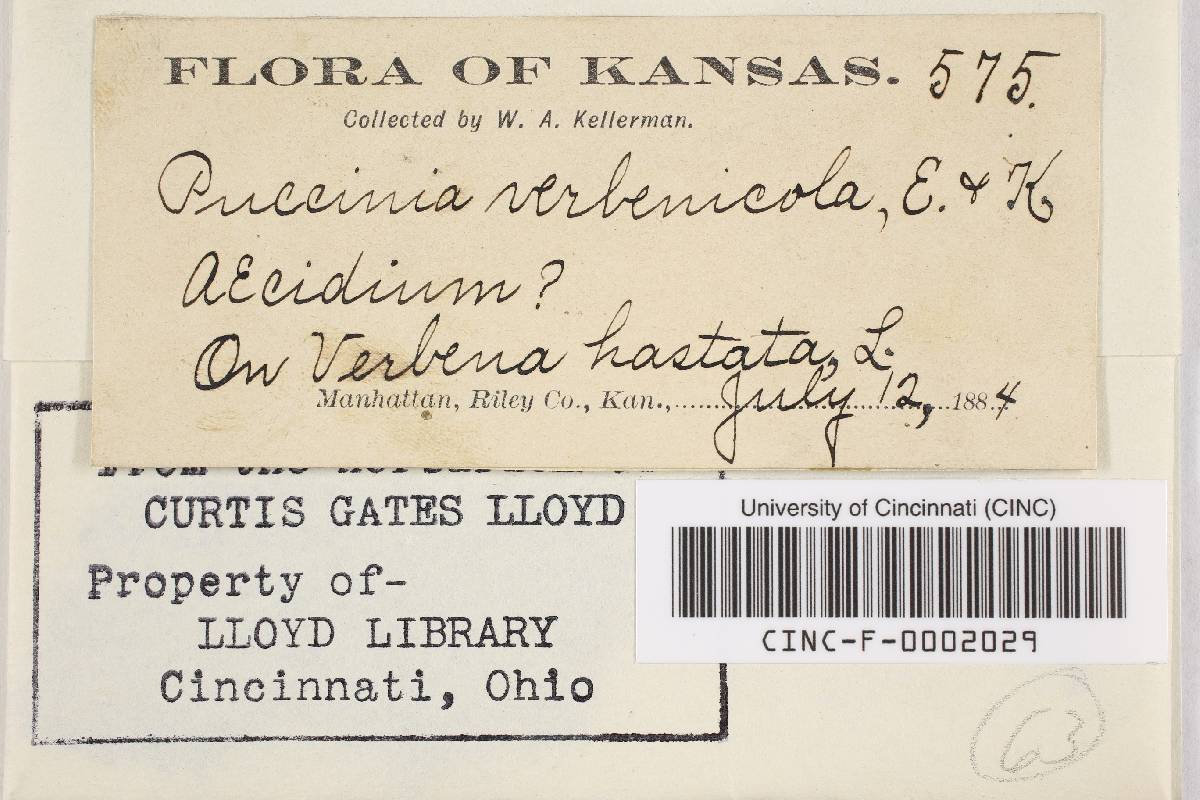 FLORA OF KANSAS. 575.
Collected by W. A. Kellerman.
Puccinia verbenicola, E. & K
AEcidium?
On Verbena hastata, L.
Manhattan, Riley Co., Kan., July 12, 1884
CURTIS GATES LLOYD
Property of-
LLOYD LIBRARY
Cincinnati, Ohio
University of Cincinnati (CINC)
CINC-F-0002029
63